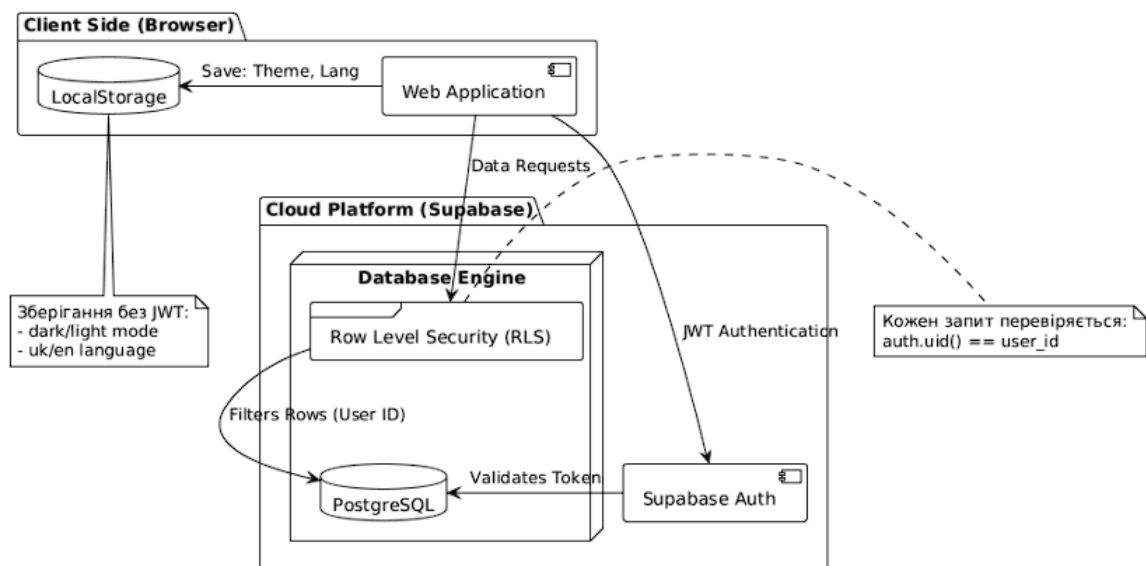 Client Side (Browser)
LocalStorage
Save: Theme, Lang
Web Application
Data Requests
Cloud Platform (Supabase)
Database Engine
Зберігання без JWT:
- dark/light mode
- uk/en language
Row Level Security (RLS)
JWT Authentication
Кожен запит перевіряється:
auth.uid() == user_id
Filters Rows (User ID)
PostgreSQL
Validates Token
Supabase Auth